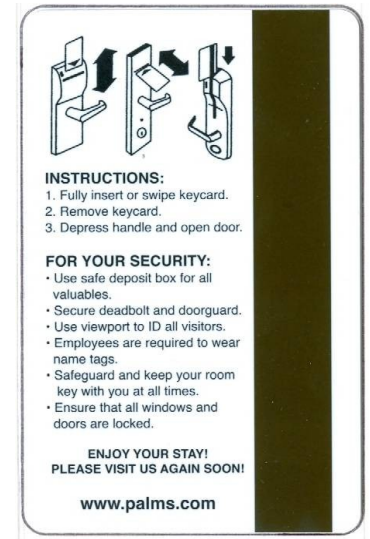 INSTRUCTIONS:
1. Fully insert or swipe keycard.
2. Remove keycard.
3. Depress handle and open door.
FOR YOUR SECURITY:
• Use safe deposit box for all
valuables.
• Secure deadbolt and doorguard.
• Use viewport to ID all visitors.
• Employees are required to wear
name tags.
• Safeguard and keep your room
key with you at all times.
• Ensure that all windows and
doors are locked.
ENJOY YOUR STAY!
PLEASE VISIT US AGAIN SOON!
www.palms.com